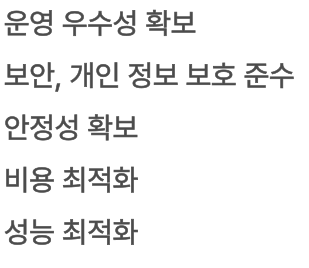 운영 우수성 확보
보안, 개인 정보 보호 준수
안정성 확보
비용 최적화
성능 최적화